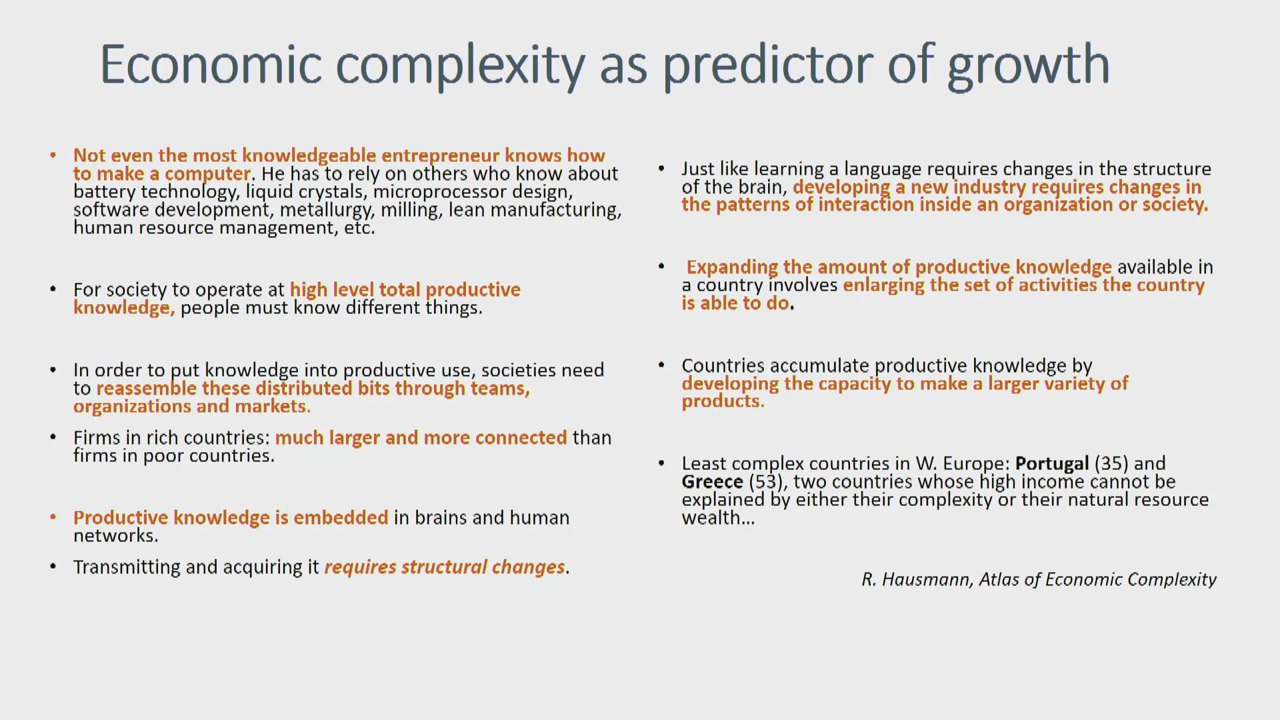 Economic complexity as predictor of growth
• Not even the most knowledgeable entrepreneur knows how
to make a computer. He has to rely on others who know about
battery technology, liquid crystals, microprocessor design,
software development, metallurgy, milling, lean manufacturing,
human resource management, etc.
• For society to operate at high level total productive
knowledge, people must know different things.
• In order to put knowledge into productive use, societies need
to reassemble these distributed bits through teams,
organizations and markets.
• Firms in rich countries: much larger and more connected than
firms in poor countries.
• Productive knowledge is embedded in brains and human
networks.
• Transmitting and acquiring it requires structural changes.
• Just like learning a language requires changes in the structure
of the brain, developing a new industry requires changes in
the patterns of interaction inside an organization or society.
• Expanding the amount of productive knowledge available in
a country involves enlarging the set of activities the country
is able to do.
• Countries accumulate productive knowledge by
developing the capacity to make a larger variety of
products.
• Least complex countries in W. Europe: Portugal (35) and
Greece (53), two countries whose high income cannot be
explained by either their complexity or their natural resource
wealth...
R. Hausmann, Atlas of Economic Complexity